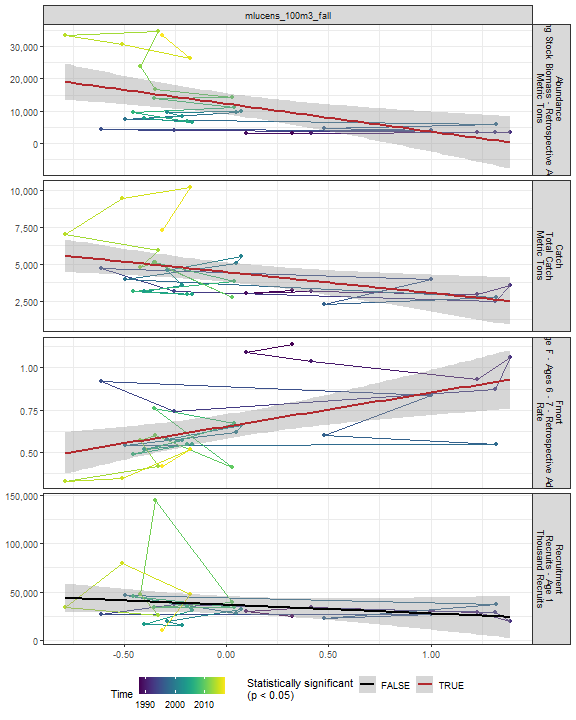 mlucens_100m3_fall
30,000
20,000
10,000
0
Abundance
ng Stock Biomass - Retrospective A
Metric Tons
10,000
7,500
5,000
2,500
Catch
Total Catch
Metric Tons
1.00
0.75
0.50
Fmort
ge F - Ages 6 - 7 - Retrospective Ad
Rate
150,000
100,000
50,000
0
Recruitment
Recruits - Age 1
Thousand Recruits
-0.50 0.00 0.50 1.00
Time
1990 2000 2010
Statistically significant
(p < 0.05)
FALSE TRUE